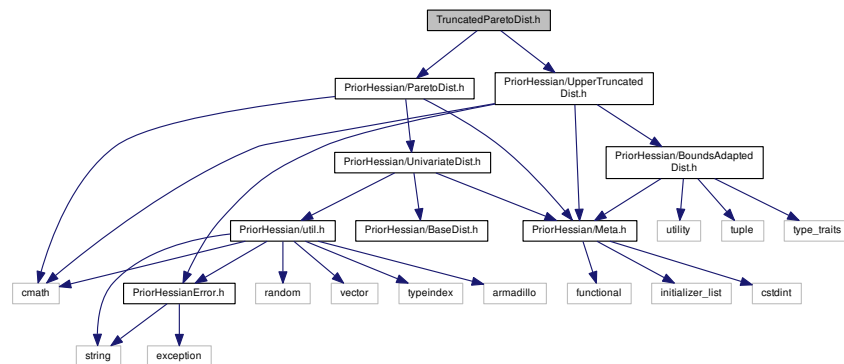 TruncatedParetoDist.h
PriorHessian/ParetoDist.h
PriorHessian/UpperTruncated
Dist.h
PriorHessian/UnivariateDist.h
PriorHessian/BoundsAdapted
Dist.h
PriorHessian/util.h
PriorHessian/BaseDist.h
PriorHessian/Meta.h
utility
tuple
type_traits
cmath
PriorHessianError.h
random
vector
typeindex
armadillo
functional
initializer_list
cstdint
string
exception